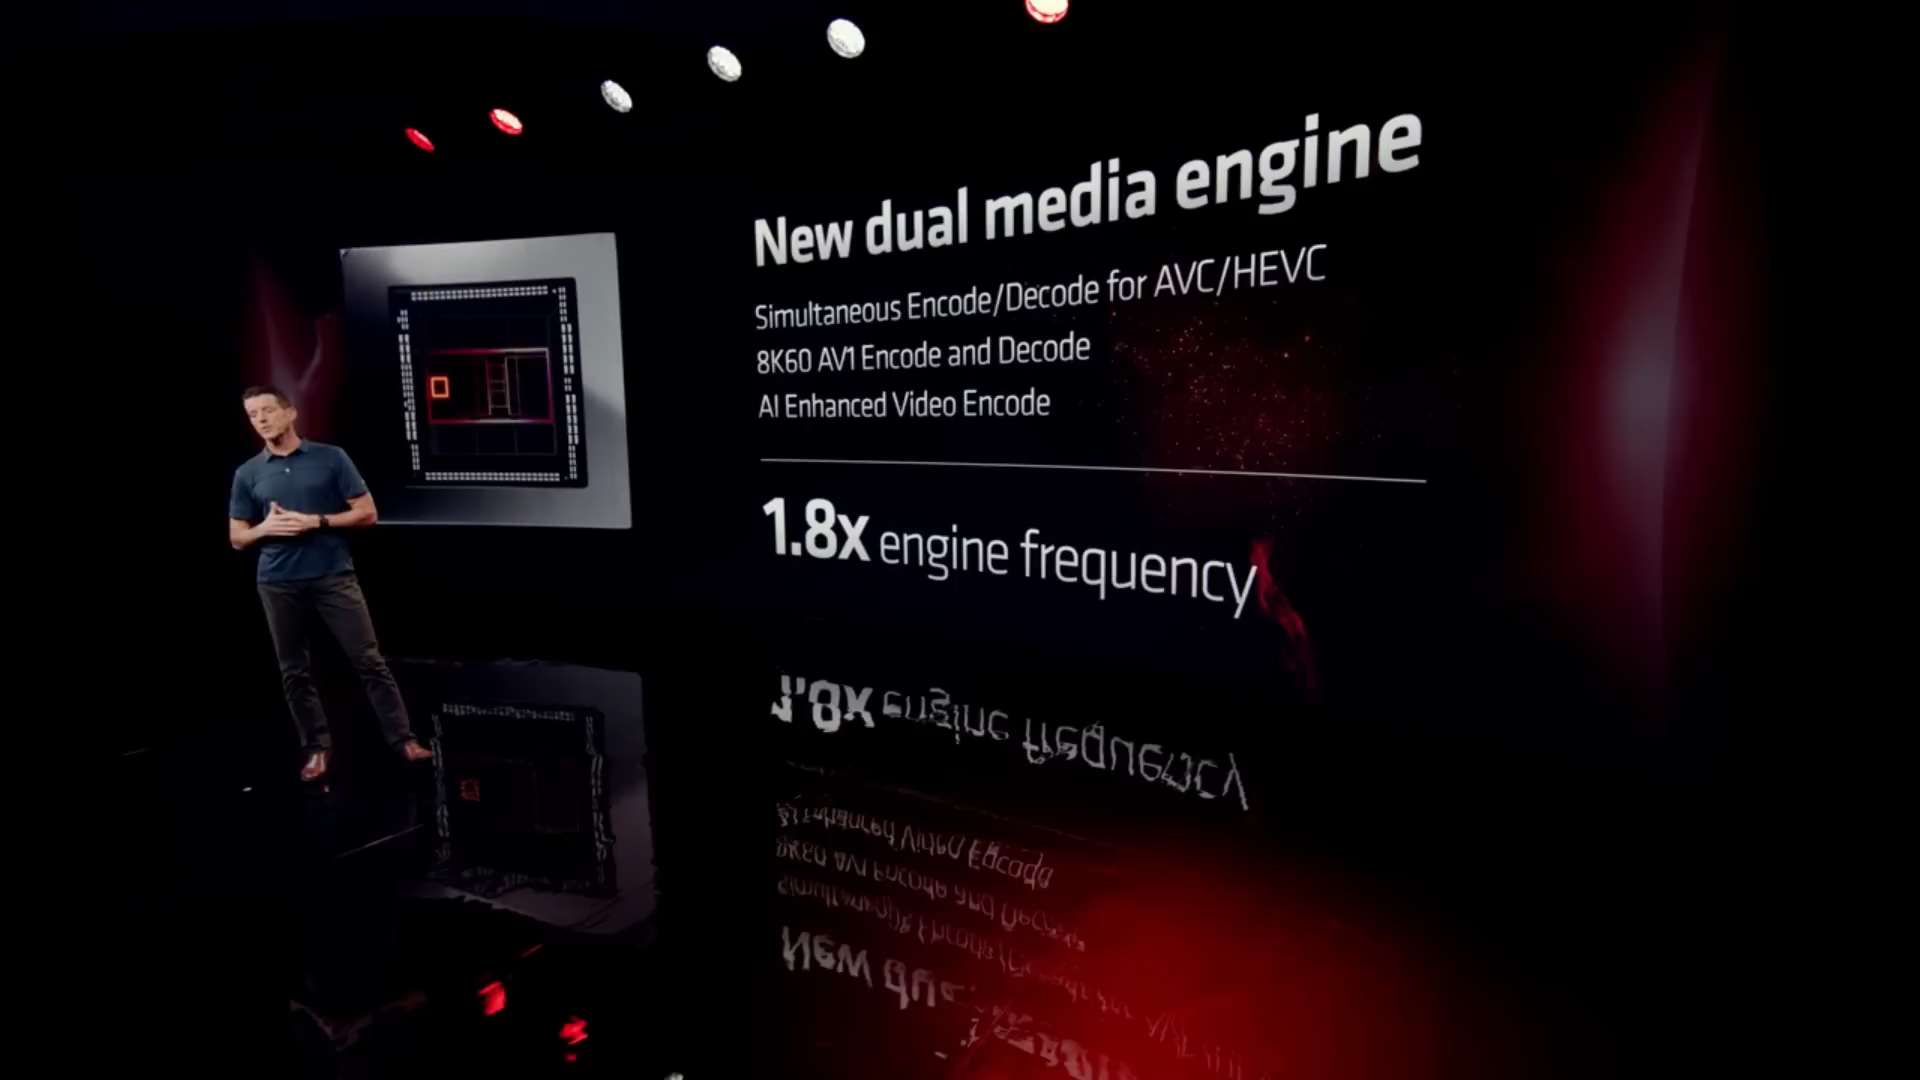 New dual media engine
Simultaneous Encode/Decode for AVC/HEVC
8K60 AV1 Encode and Decode
AI Enhanced Video Encode
1.8x engine frequency